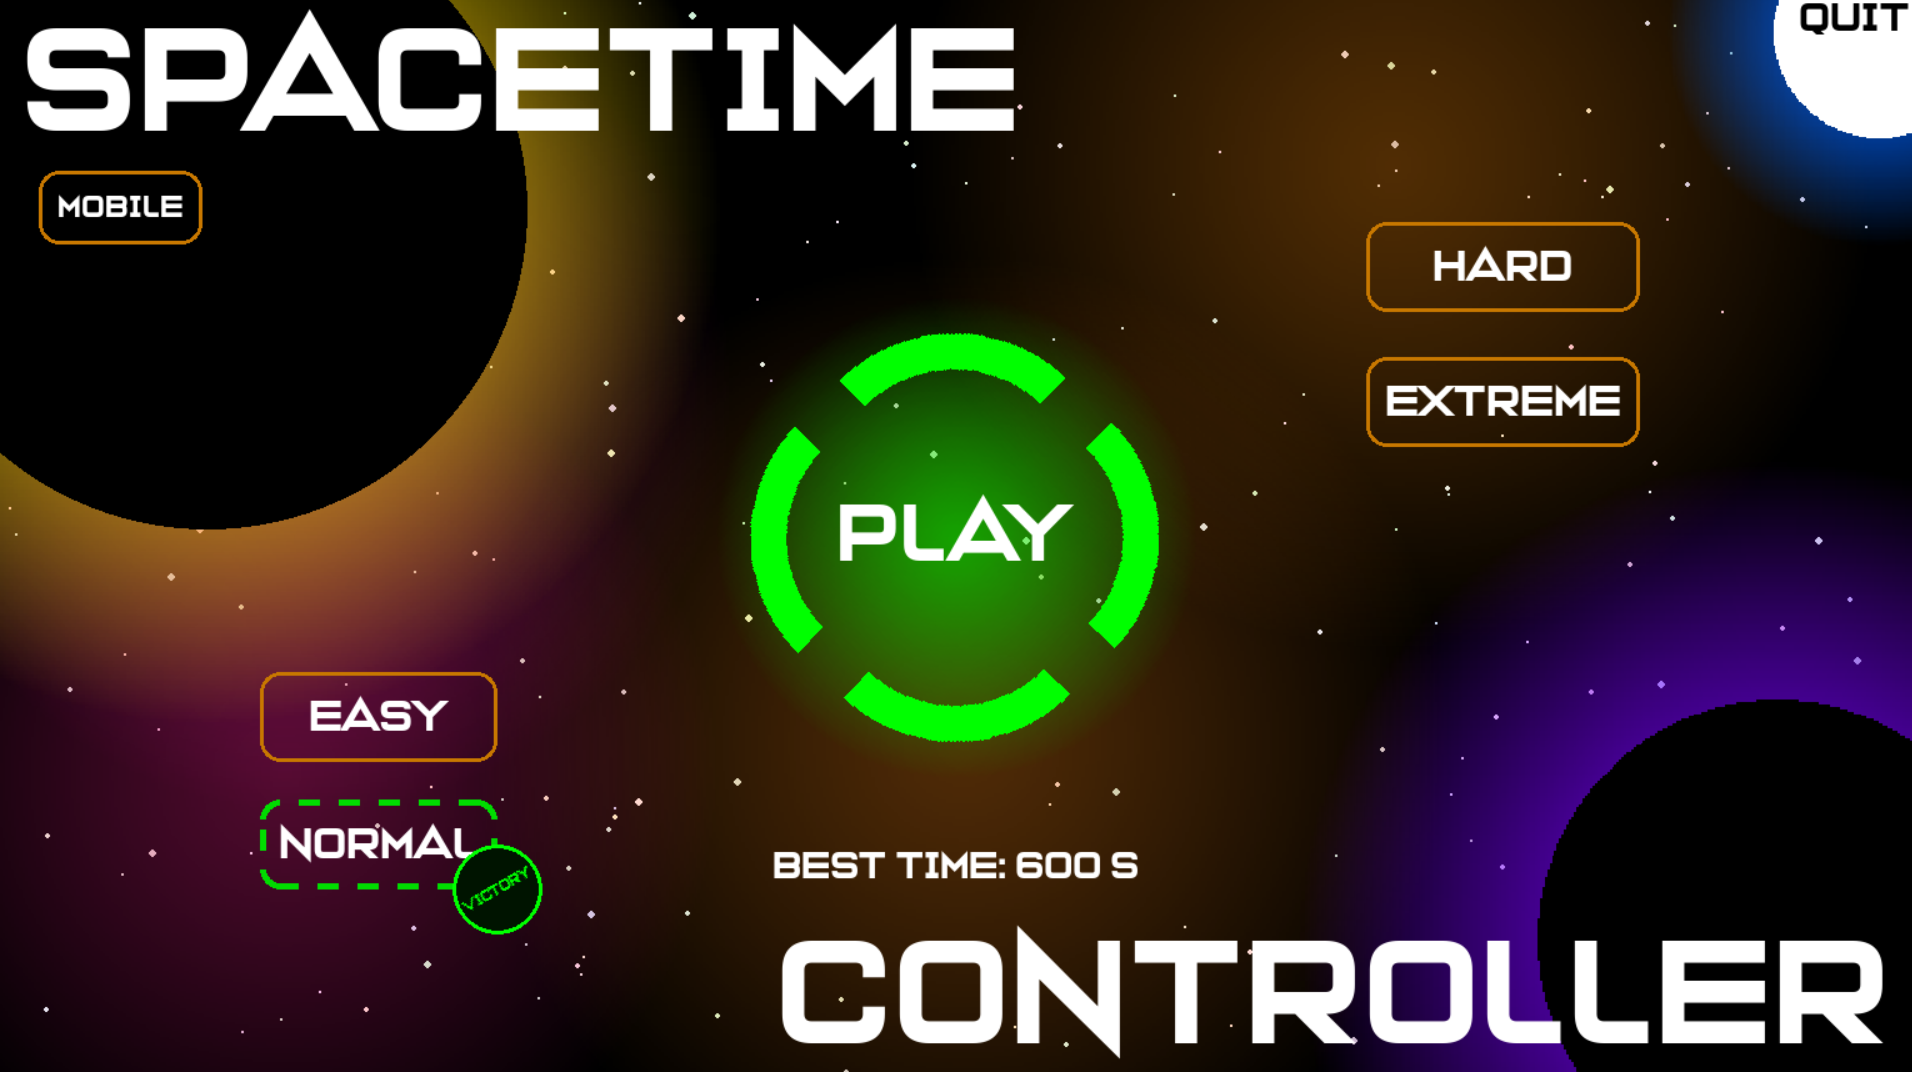 SPACETIME
QUIT
MOBILE
HARD
EXTREME
PLAY
EASY
NORMAL
VICTORY
BEST TIME: 600 S
CONTROLLER